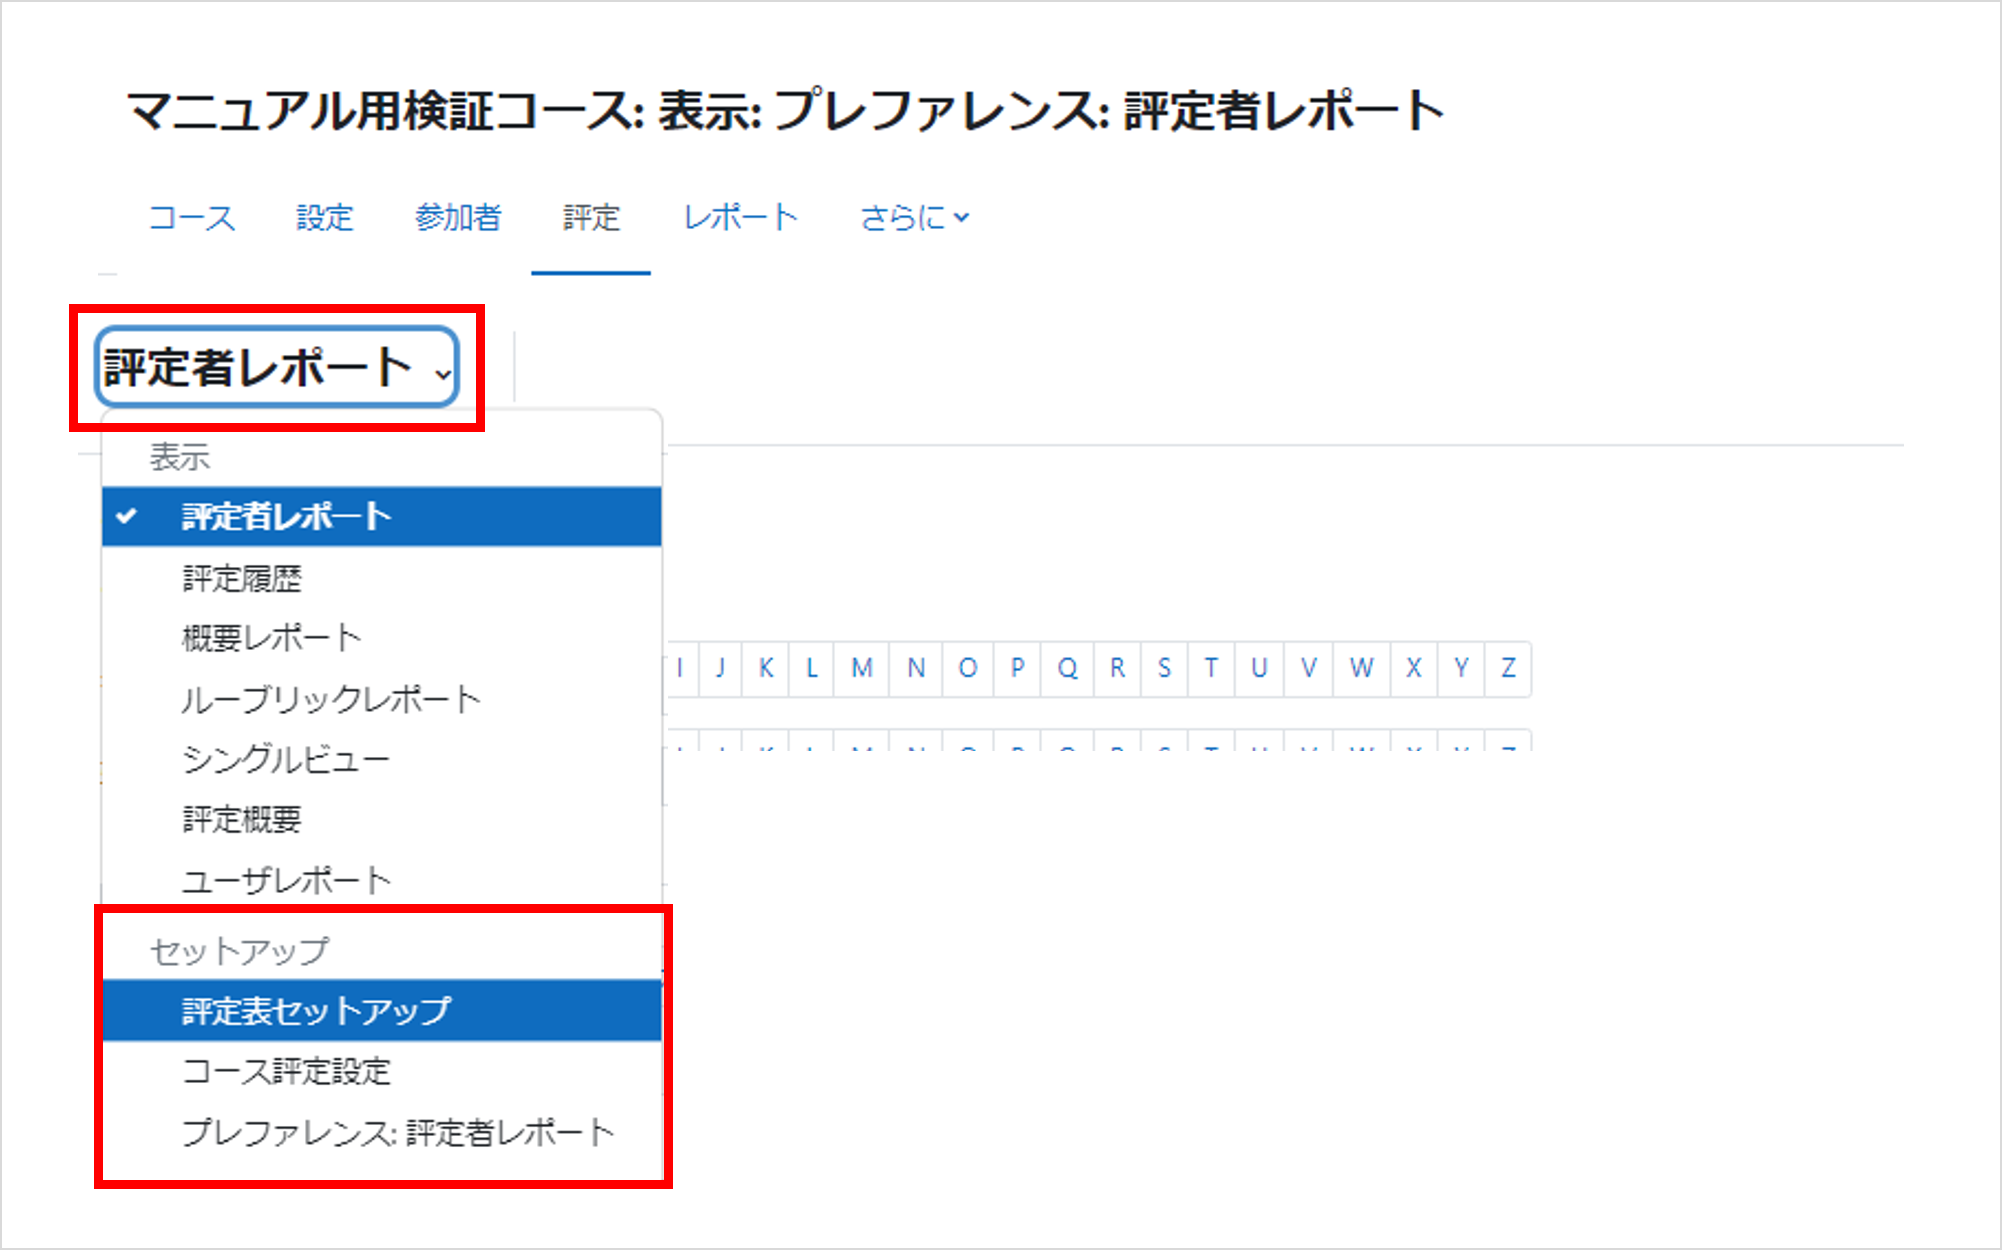 マニュアル用検証コース: 表示: プレファレンス: 評定者レポート
コース 設定 参加者 評定 レポート さらに
評定者レポート
表示
評定者レポート
評定履歴
概要レポート
ルーブリックレポート
シングルビュー
評定概要
ユーザレポート
セットアップ
評定表セットアップ
コース評定設定
プレファレンス: 評定者レポート
I J K L M N O P Q R S T U V W X Y Z
I J K L M N O P Q R S T U V W X Y Z